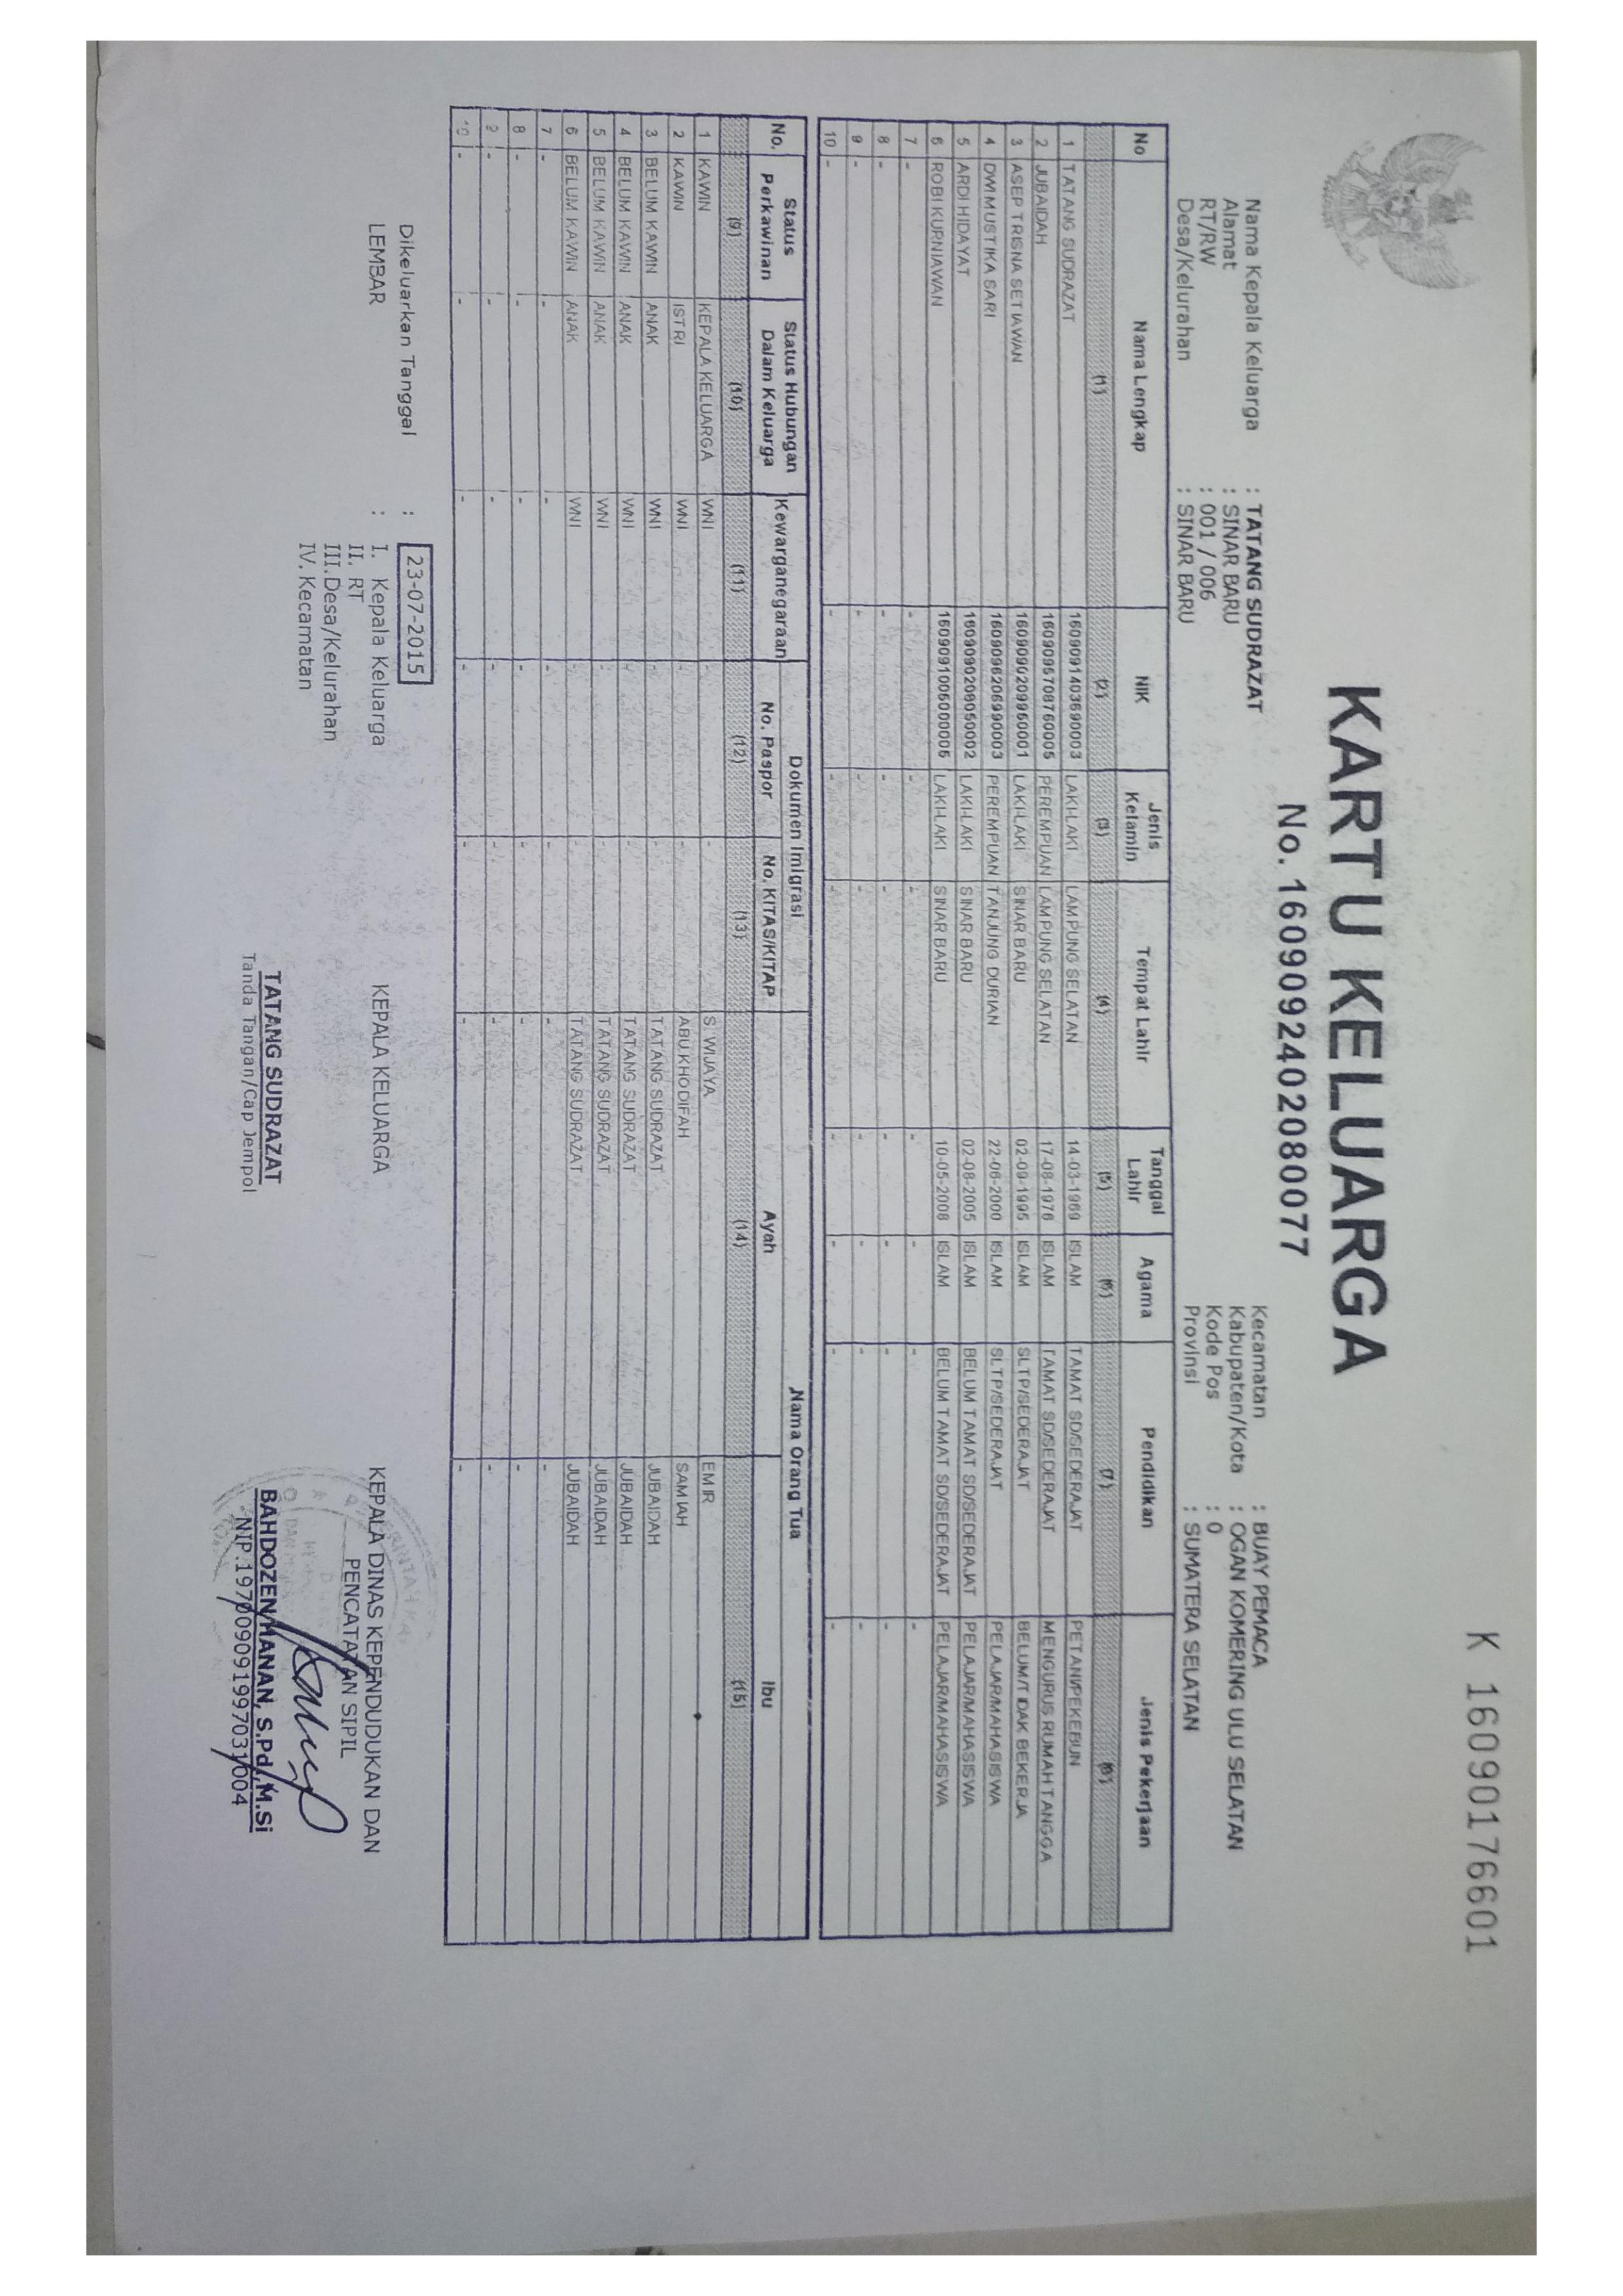 K 16090176601
KARTU KELUARGA
No. 1609092402080077
Nama Kepala Keluarga : TATANG SUDRAZAT Kecamatan : BUAY PEMACA
Alamat : SINAR BARU Kabupaten/Kota : OGAN KOMERING ULU SELATAN
RT/RW : 001 / 006 Kode Pos : 0
Desa/Kelurahan : SINAR BARU Provinsi : SUMATERA SELATAN
No Nama Lengkap NIK Jenis Kelamin Tempat Lahir Tanggal Lahir Agama Pendidikan Jenis Pekerjaan
(1) (2) (3) (4) (5) (6) (7) (8)
1 TATANG SUDRAZAT 1609091403690003 LAKI-LAKI LAMPUNG SELATAN 14-03-1969 ISLAM TAMAT SD/SEDERAJAT PETANI/PEKEBUN
2 JUBAIDAH 1609095708760005 PEREMPUAN LAMPUNG SELATAN 17-08-1976 ISLAM TAMAT SD/SEDERAJAT MENGURUS RUMAH TANGGA
3 ASEP TRISNA SETIAWAN 1609090209950001 LAKI-LAKI SINAR BARU 02-09-1995 ISLAM SLTP/SEDERAJAT BELUM/TIDAK BEKERJA
4 DWI MUSTIKA SARI 1609096206990003 PEREMPUAN TANJUNG DURIAN 22-06-2000 ISLAM SLTP/SEDERAJAT PELAJAR/MAHASISWA
5 ARDI HIDAYAT 1609090208050002 LAKI-LAKI SINAR BARU 02-08-2005 ISLAM BELUM TAMAT SD/SEDERAJAT PELAJAR/MAHASISWA
6 ROBI KURNIAWAN LAKI-LAKI SINAR BARU 10-05-2008 ISLAM BELUM TAMAT SD/SEDERAJAT PELAJAR/MAHASISWA
7 - - - - - - - -
8 - - - - - - - -
9 - - - - - - - -
10 - - - - - - - -
No. Status Perkawinan Status Hubungan Dalam Keluarga Kewarganegaraan Dokumen Imigrasi Nama Orang Tua
No. Paspor No. KITAS/KITAP Ayah Ibu
(9) (10) (11) (12) (13) (14) (15)
1 KAWIN KEPALA KELUARGA WNI - - S. WIJAYA EMIR
2 KAWIN ISTRI WNI - - ABU KHODIFAH SAMIAH
3 BELUM KAWIN ANAK WNI - - TATANG SUDRAZAT JUBAIDAH
4 BELUM KAWIN ANAK WNI - - TATANG SUDRAZAT JUBAIDAH
5 BELUM KAWIN ANAK WNI - - TATANG SUDRAZAT JUBAIDAH
6 BELUM KAWIN ANAK WNI - - TATANG SUDRAZAT JUBAIDAH
7 - - - - - - -
8 - - - - - - -
9 - - - - - - -
10 - - - - - - -
Dikeluarkan Tanggal : 23-07-2015
LEMBAR : I. Kepala Keluarga
II. RT
III. Desa/Kelurahan
IV. Kecamatan
KEPALA KELUARGA
TATANG SUDRAZAT
Tanda Tangan/Cap Jempol
KEPALA DINAS KEPENDUDUKAN DAN
PENCATATAN SIPIL
BAHDOZEN HANAN, S.Pd.,M.Si
NIP.197009091997031004